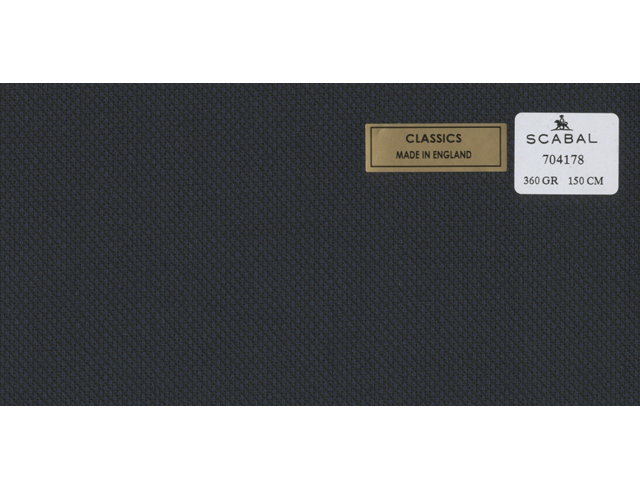 CLASSICS
MADE IN ENGLAND
SCABAL
704178
360 GR 150 CM